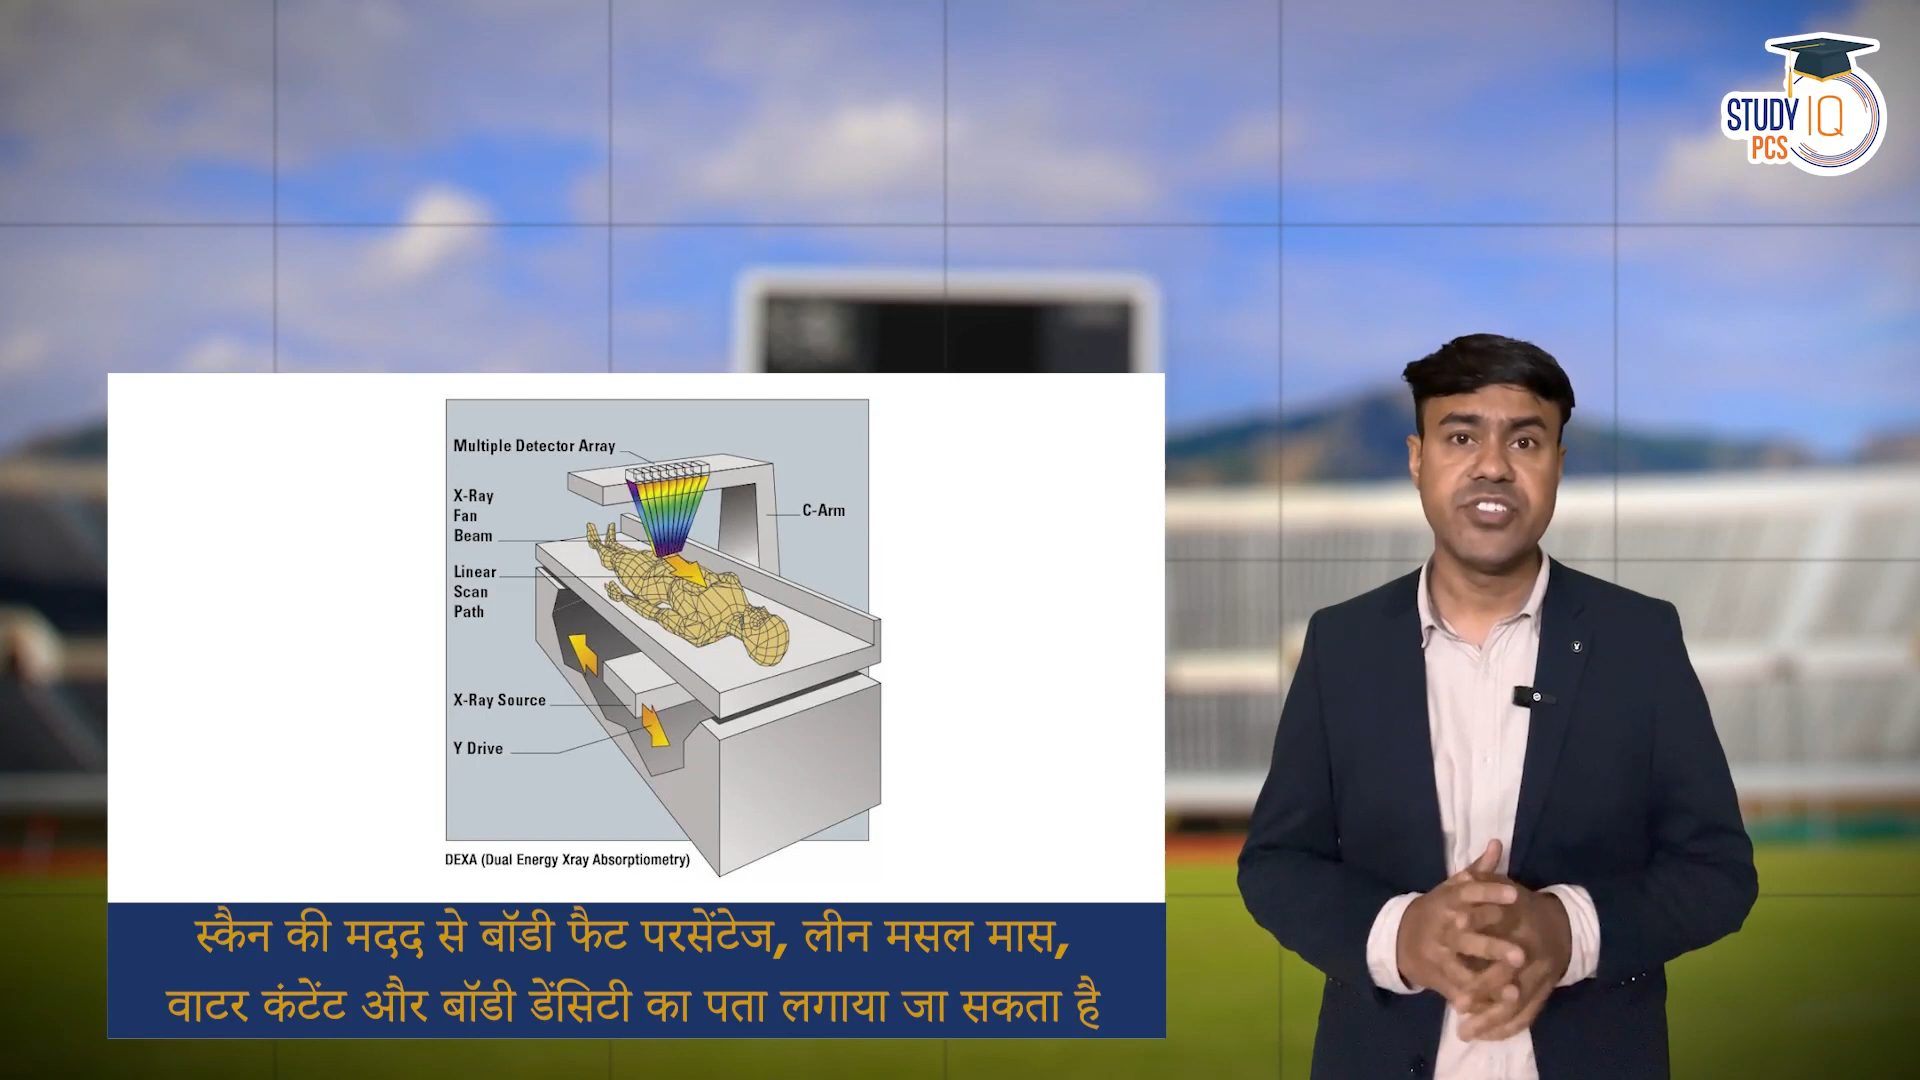 STUDY IQ
PCS
Multiple Detector Array
X-Ray
Fan
Beam
C-Arm
Linear
Scan
Path
X-Ray Source
Y Drive
DEXA (Dual Energy Xray Absorptiometry)
स्कैन की मदद से बॉडी फैट परसेंटेज, लीन मसल मास,
वाटर कंटेंट और बॉडी डेंसिटी का पता लगाया जा सकता है